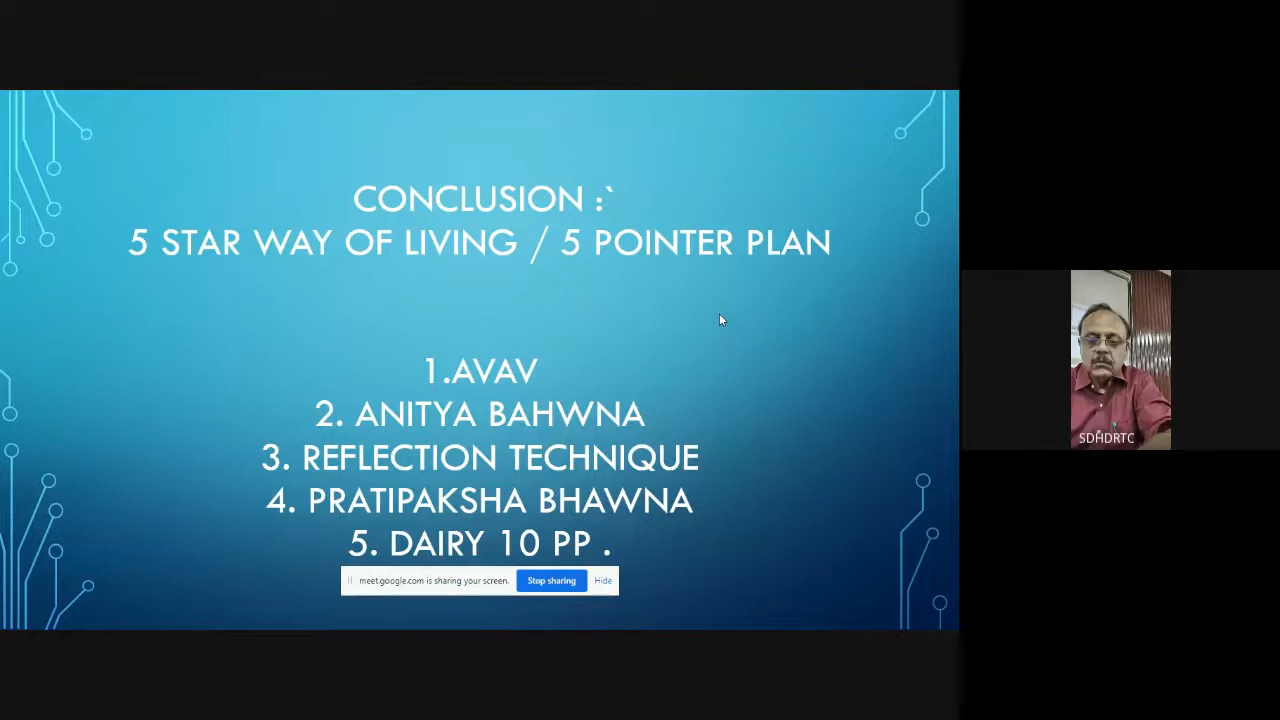 CONCLUSION :`
5 STAR WAY OF LIVING / 5 POINTER PLAN
1.AVAV
2. ANITYA BAHWNA
3. REFLECTION TECHNIQUE
4. PRATIPAKSHA BHAWNA
5. DAIRY 10 PP .
meet.google.com is sharing your screen. Stop sharing Hide
SDHDRTC